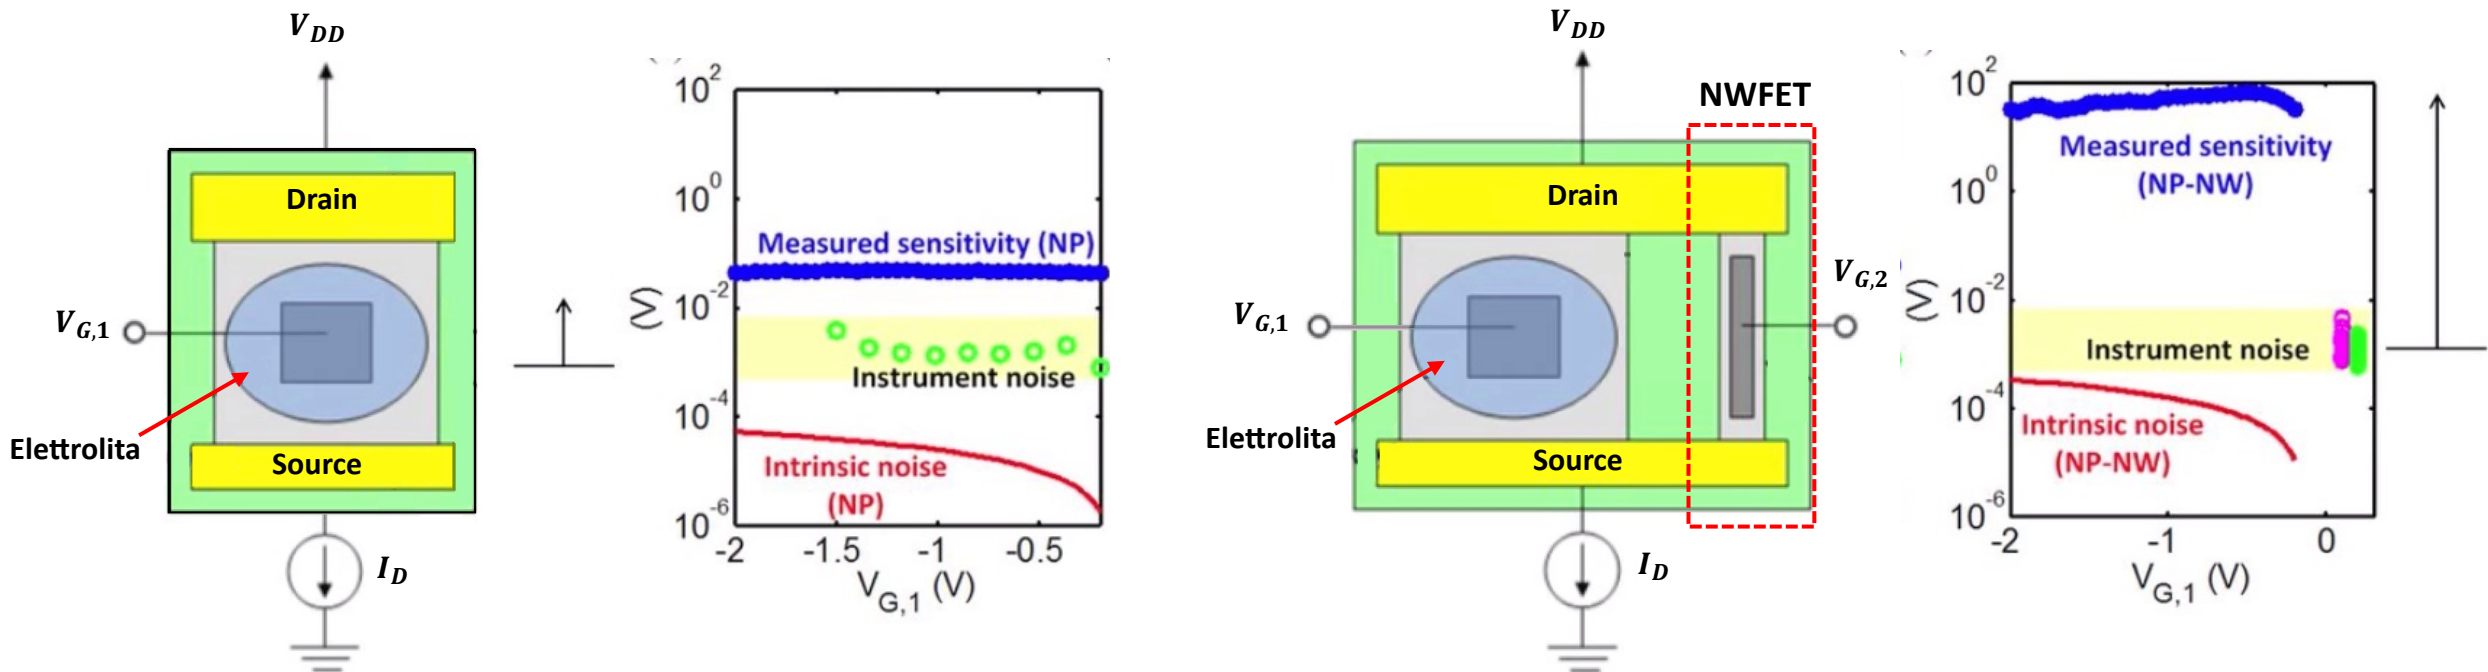 V_DD
Drain
V_G,1
Elettrolita
Source
I_D
10^2
10^0
10^-2
10^-4
10^-6
(V)
Measured sensitivity (NP)
Instrument noise
Intrinsic noise
(NP)
-2
-1.5
-1
-0.5
V_G,1 (V)
V_DD
NWFET
Drain
V_G,1
V_G,2
Elettrolita
Source
I_D
10^2
10^0
10^-2
10^-4
10^-6
(V)
Measured sensitivity
(NP-NW)
Instrument noise
Intrinsic noise
(NP-NW)
-2
-1
0
V_G,1 (V)